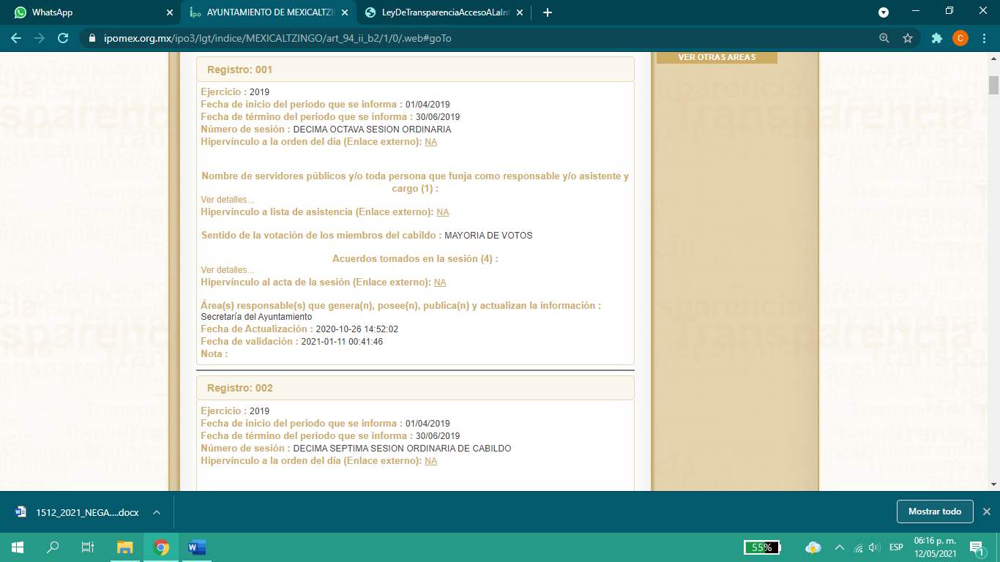 WhatsApp
AYUNTAMIENTO DE MEXICALTZI
LeyDeTransparenciaAccesoALaInf
ipomex.org.mx/ipo3/lgt/indice/MEXICALTZINGO/art_94_ii_b2/1/0/.web#goTo
C
VER OTRAS AREAS
Registro: 001
Ejercicio : 2019
Fecha de inicio del periodo que se informa : 01/04/2019
Fecha de término del periodo que se informa : 30/06/2019
Número de sesión : DECIMA OCTAVA SESION ORDINARIA
Hipervínculo a la orden del día (Enlace externo): NA
Nombre de servidores públicos y/o toda persona que funja como responsable y/o asistente y
cargo (1) :
Ver detalles...
Hipervínculo a lista de asistencia (Enlace externo): NA
Sentido de la votación de los miembros del cabildo : MAYORIA DE VOTOS
Acuerdos tomados en la sesión (4) :
Ver detalles...
Hipervínculo al acta de la sesión (Enlace externo): NA
Área(s) responsable(s) que genera(n), posee(n), publica(n) y actualizan la información :
Secretaría del Ayuntamiento
Fecha de Actualización : 2020-10-26 14:52:02
Fecha de validación : 2021-01-11 00:41:46
Nota :
Registro: 002
Ejercicio : 2019
Fecha de inicio del periodo que se informa : 01/04/2019
Fecha de término del periodo que se informa : 30/06/2019
Número de sesión : DECIMA SEPTIMA SESION ORDINARIA DE CABILDO
Hipervínculo a la orden del día (Enlace externo): NA
1512_2021_NEGA....docx
Mostrar todo
55%
ESP
06:16 p. m.
12/05/2021
1